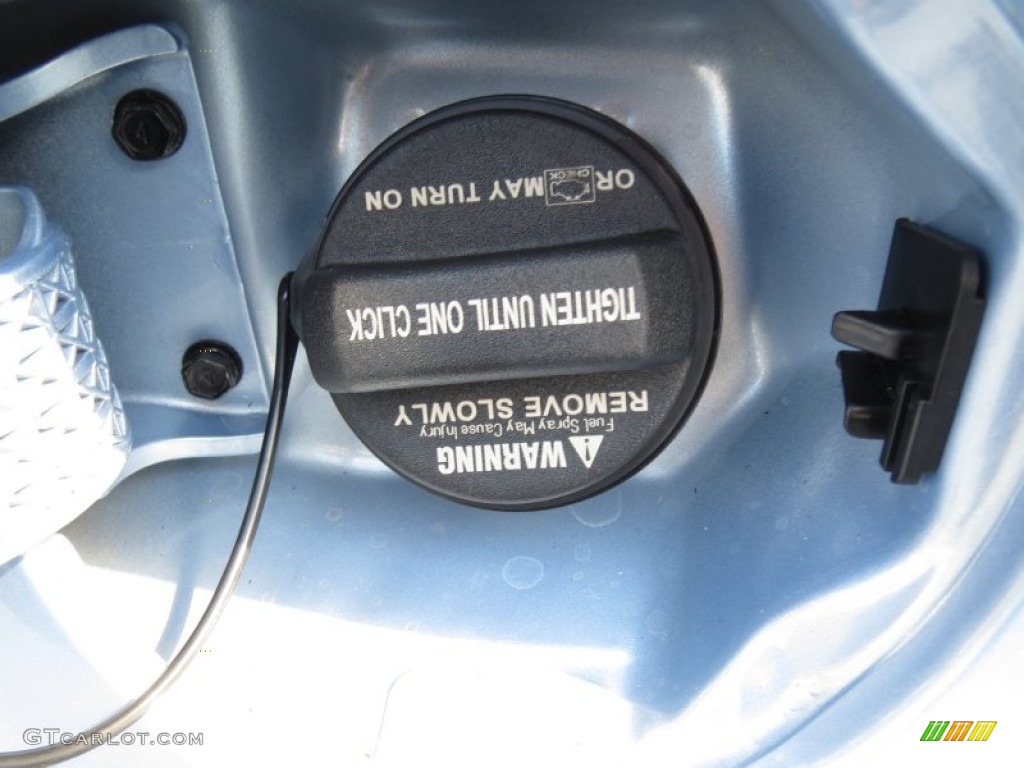 ⚠ WARNING
Fuel Spray May Cause Injury
REMOVE SLOWLY
TIGHTEN UNTIL ONE CLICK
OR CHECK MAY TURN ON
GTCARLOT.COM